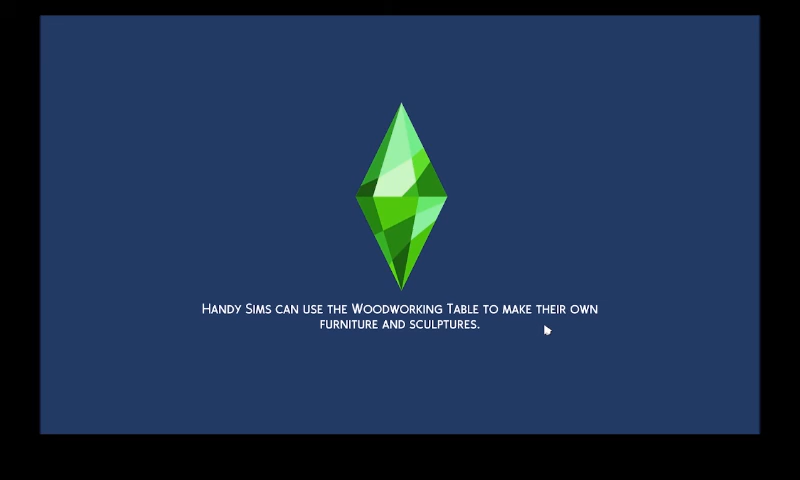 Handy Sims can use the Woodworking Table to make their own
furniture and sculptures.